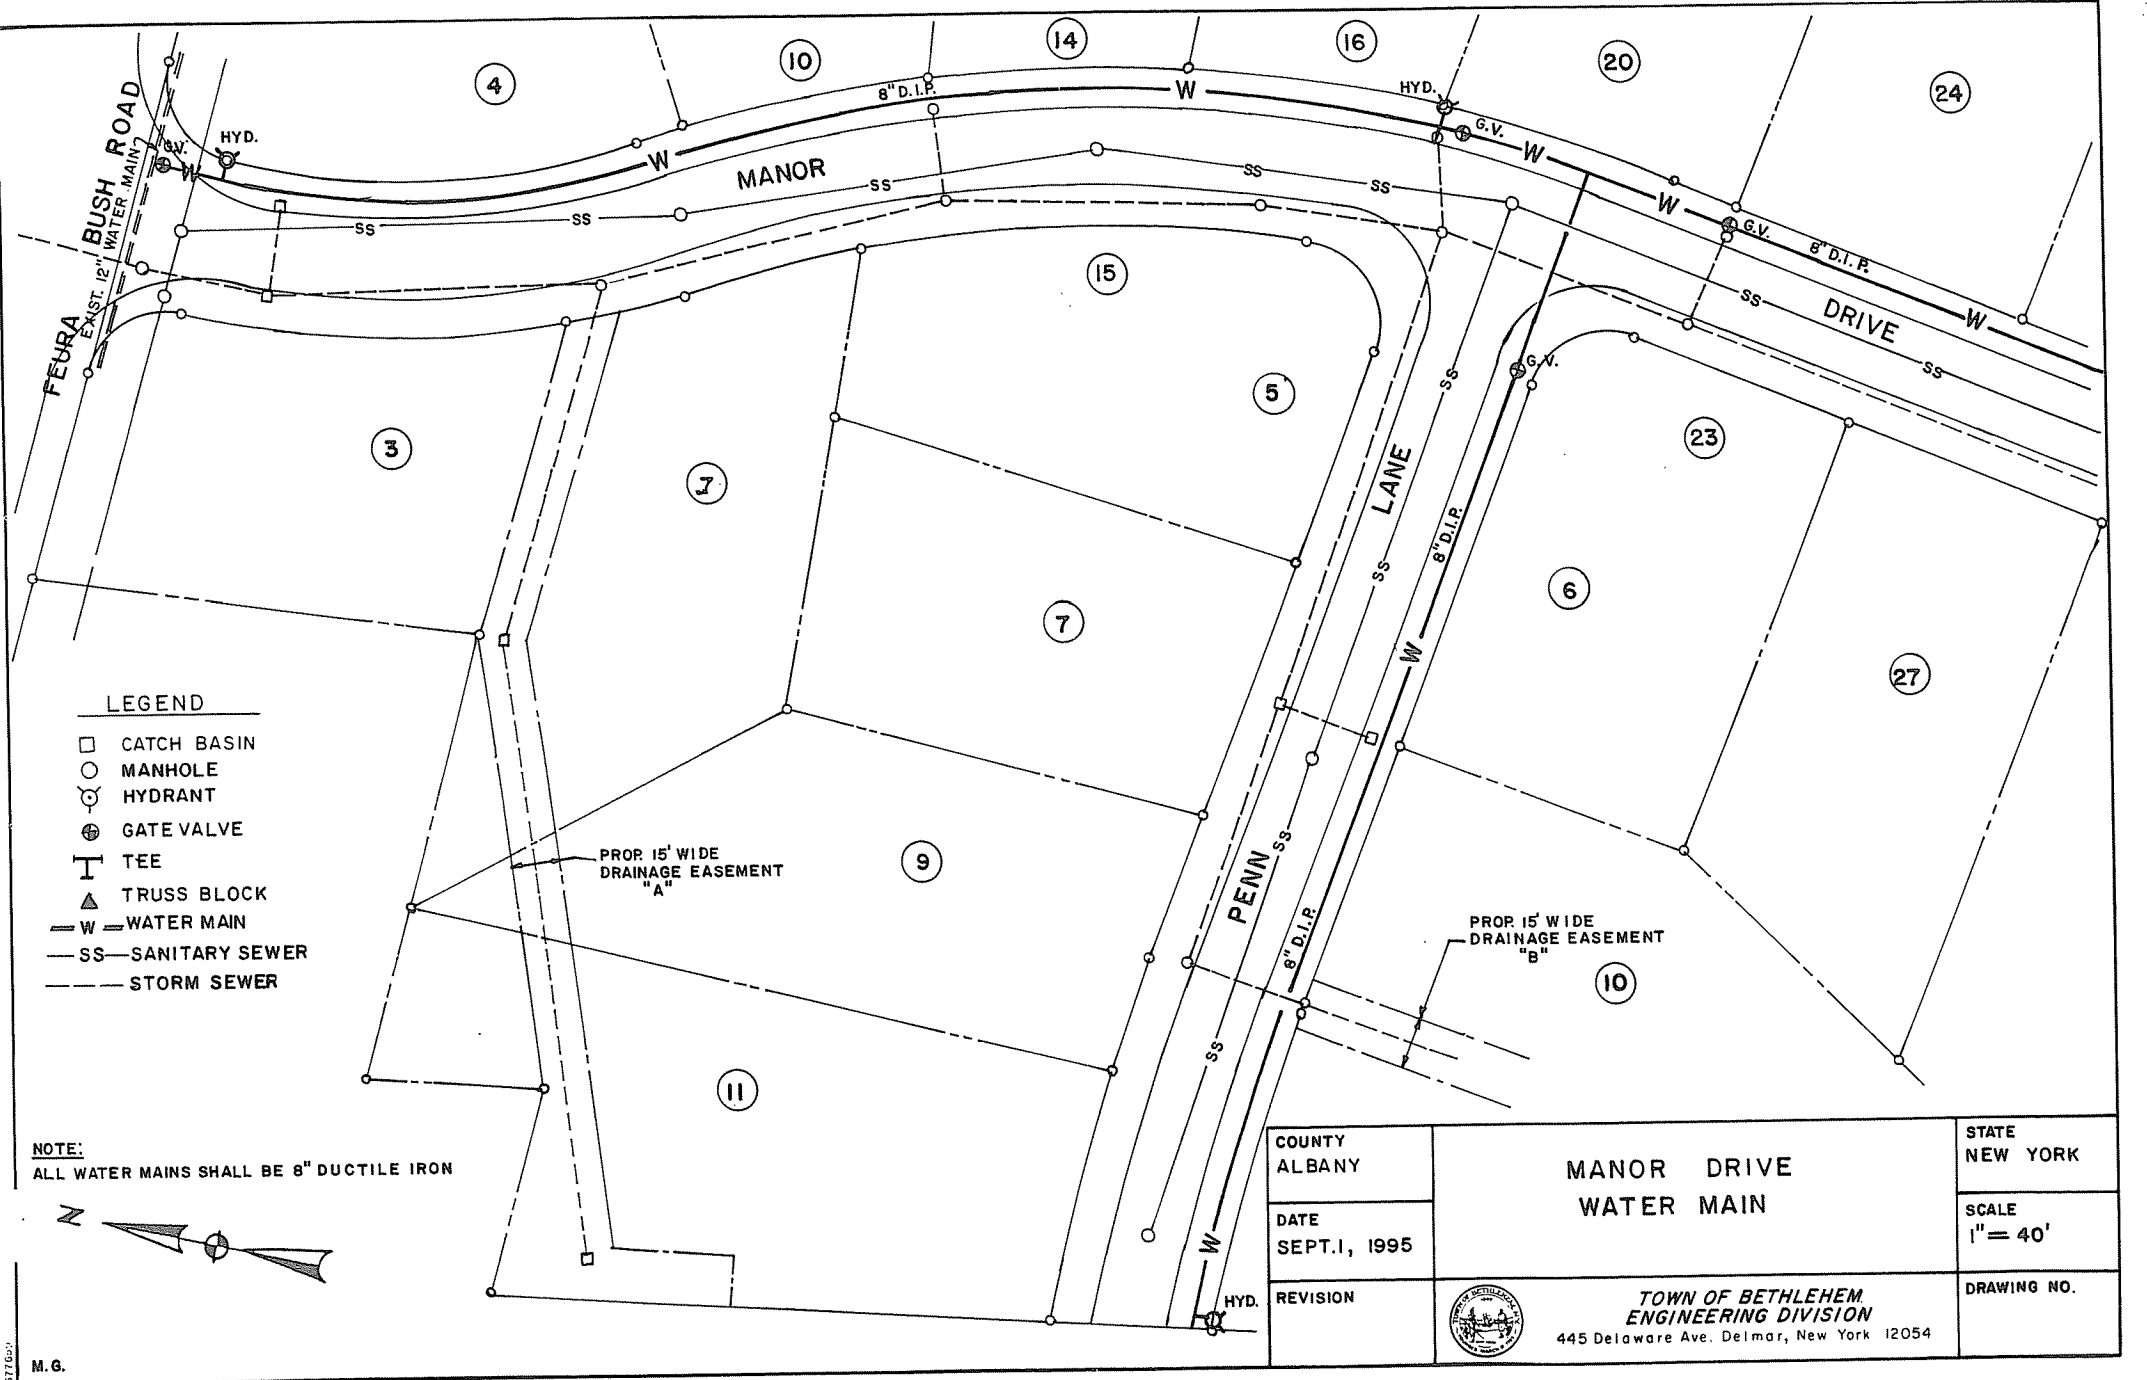 4
10
14
16
20
24
HYD.
G.V.
W
8" D.I.P.
W
W
HYD.
G.V.
W
W
G.V.
8" D.I.P.
W
MANOR
DRIVE
SS
SS
SS
SS
SS
SS
SS
FEURA BUSH ROAD
EXIST. 12" WATER MAIN
3
7
15
5
G.V.
23
LANE
SS
SS
8" D.I.P.
6
7
W
27
9
PENN
SS
8" D.I.P.
SS
W
HYD.
10
11
PROP. 15' WIDE
DRAINAGE EASEMENT
"A"
PROP. 15' WIDE
DRAINAGE EASEMENT
"B"
LEGEND
CATCH BASIN
MANHOLE
HYDRANT
GATE VALVE
TEE
TRUSS BLOCK
W WATER MAIN
SS SANITARY SEWER
STORM SEWER
NOTE:
ALL WATER MAINS SHALL BE 8" DUCTILE IRON
N
M.G.
COUNTY
ALBANY
DATE
SEPT.1, 1995
REVISION
MANOR DRIVE
WATER MAIN
TOWN OF BETHLEHEM
ENGINEERING DIVISION
445 Delaware Ave. Delmar, New York 12054
STATE
NEW YORK
SCALE
1"= 40'
DRAWING NO.